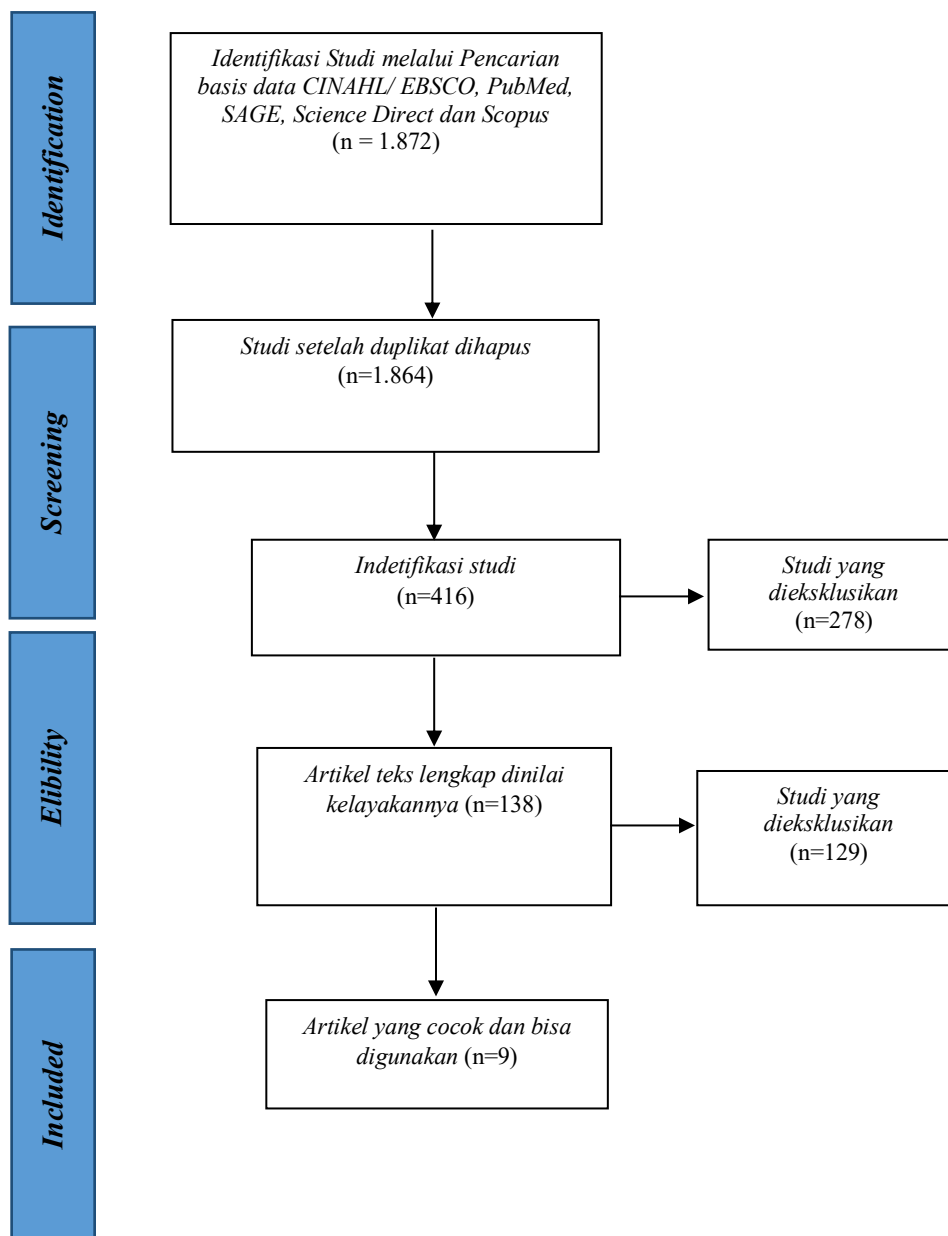 Identification
Identifikasi Studi melalui Pencarian
basis data CINAHL/ EBSCO, PubMed,
SAGE, Science Direct dan Scopus
(n = 1.872)
Screening
Studi setelah duplikat dihapus
(n=1.864)
Indetifikasi studi
(n=416)
Studi yang
dieksklusikan
(n=278)
Elibility
Artikel teks lengkap dinilai
kelayakannya (n=138)
Studi yang
dieksklusikan
(n=129)
Included
Artikel yang cocok dan bisa
digunakan (n=9)